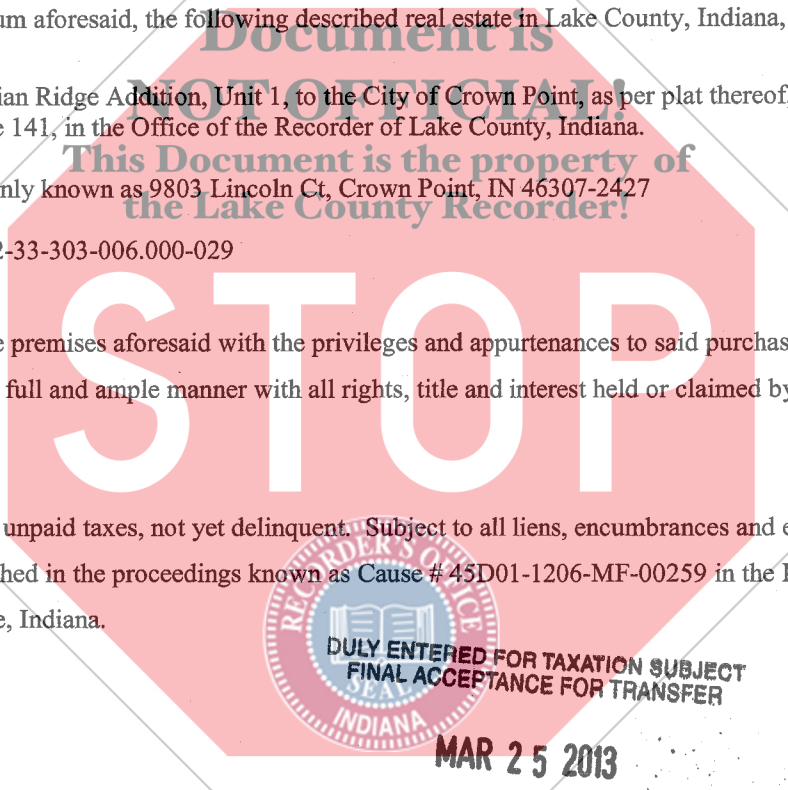 um aforesaid, the following described real estate in Lake County, Indiana,
Document is
ian Ridge Addition, Unit 1, to the City of Crown Point, as per plat thereof,
NOT OFFICIAL!
e 141, in the Office of the Recorder of Lake County, Indiana.
This Document is the property of
nly known as 9803 Lincoln Ct, Crown Point, IN 46307-2427
the Lake County Recorder!
2-33-303-006.000-029
STOP
e premises aforesaid with the privileges and appurtenances to said purchas
full and ample manner with all rights, title and interest held or claimed by
unpaid taxes, not yet delinquent. Subject to all liens, encumbrances and e
hed in the proceedings known as Cause # 45D01-1206-MF-00259 in the
e, Indiana.
RECORDER'S OFFICE
SEAL
INDIANA
DULY ENTERED FOR TAXATION SUBJECT
FINAL ACCEPTANCE FOR TRANSFER
MAR 25 2013